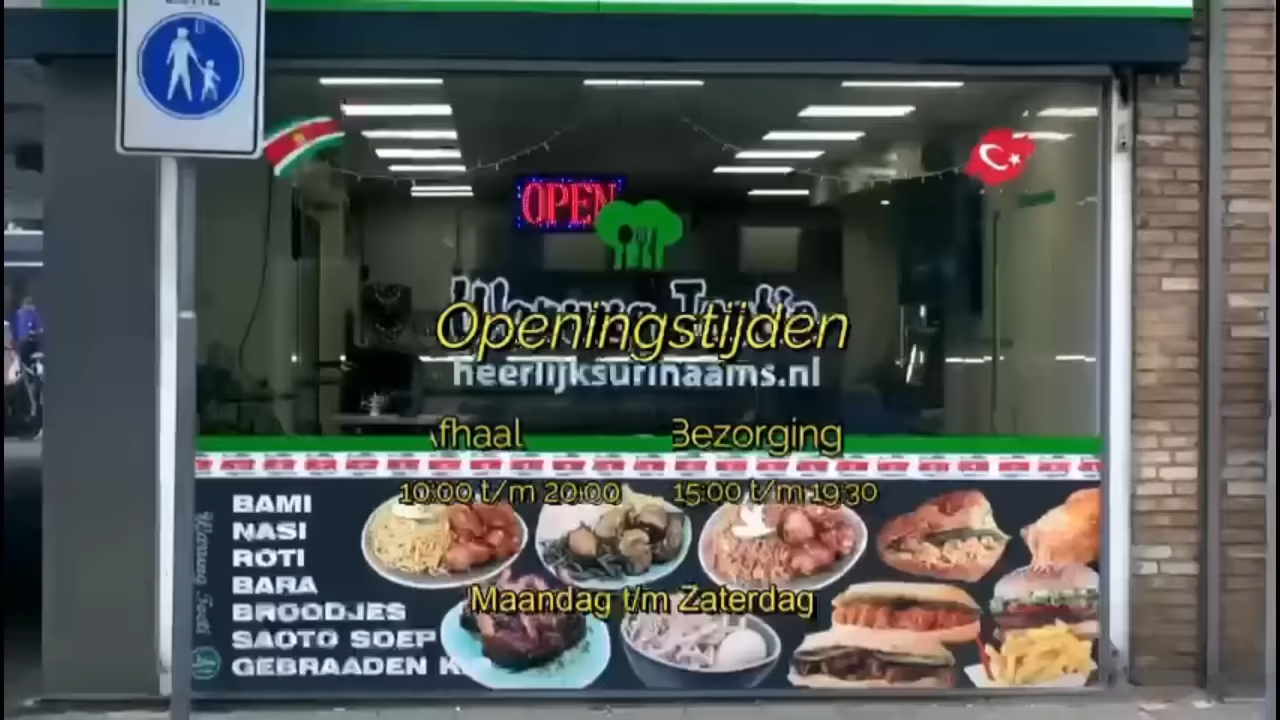 OPEN
Openingstijden
heerlijksurinaams.nl
Afhaal Bezorging
10:00 t/m 20:00 15:00 t/m 19:30
Maandag t/m Zaterdag
BAMI
NASI
ROTI
BARA
BROODJES
SAOTO SOEP
GEBRAADEN